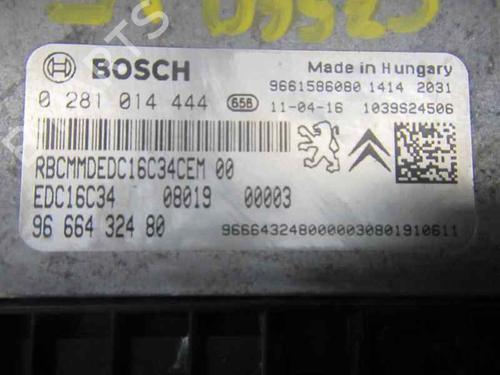 BOSCH
Made in Hungary
9661586080 1414 2031
0 281 014 444 658 11-04-16 1039S24506
RBCMMDEDC16C34CEM 00
EDC16C34 08019 00003
96 664 324 80 9666432480000030801910611
PARTS